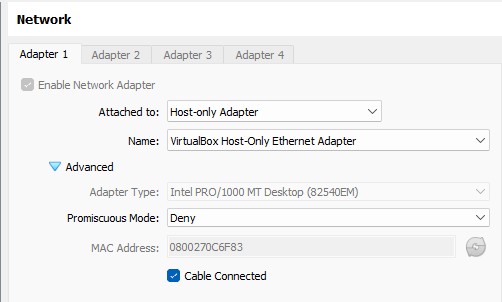 Network
Adapter 1 Adapter 2 Adapter 3 Adapter 4
Enable Network Adapter
Attached to: Host-only Adapter
Name: VirtualBox Host-Only Ethernet Adapter
Advanced
Adapter Type: Intel PRO/1000 MT Desktop (82540EM)
Promiscuous Mode: Deny
MAC Address: 0800270C6F83
Cable Connected